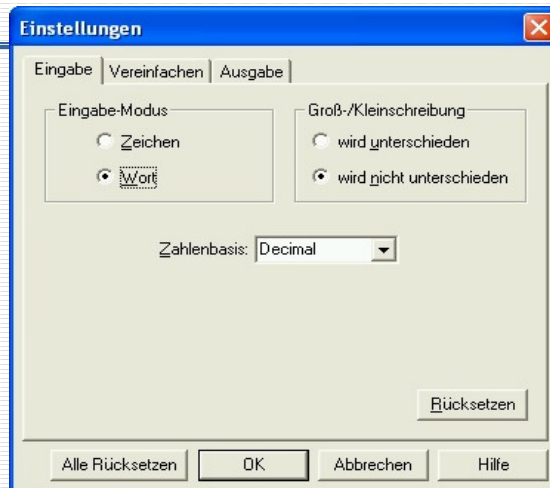 Einstellungen
Eingabe Vereinfachen Ausgabe
Eingabe-Modus
Zeichen
Wort
Groß-/Kleinschreibung
wird unterschieden
wird nicht unterschieden
Zahlenbasis: Decimal
Rücksetzen
Alle Rücksetzen OK Abbrechen Hilfe